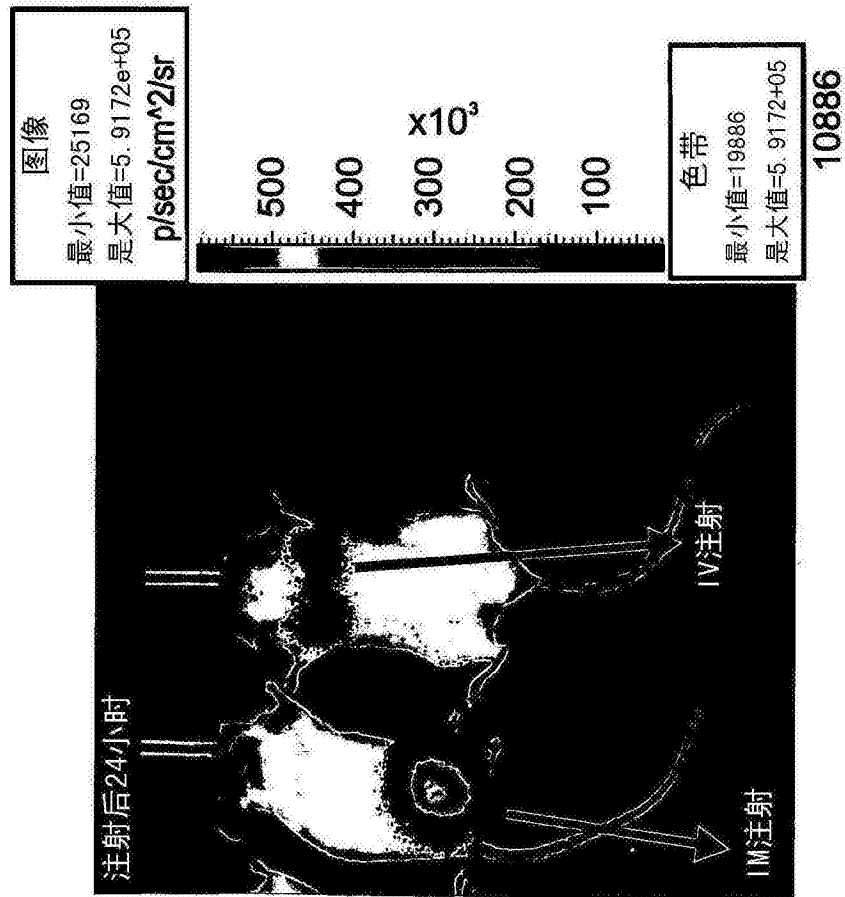 图像
最小值=25169
是大值=5.9172e+05
p/sec/cm^2/sr
500
400
300
200
100
x10³
色带
最小值=19886
是大值=5.9172+05
10886
注射后24小时
IV注射
IM注射